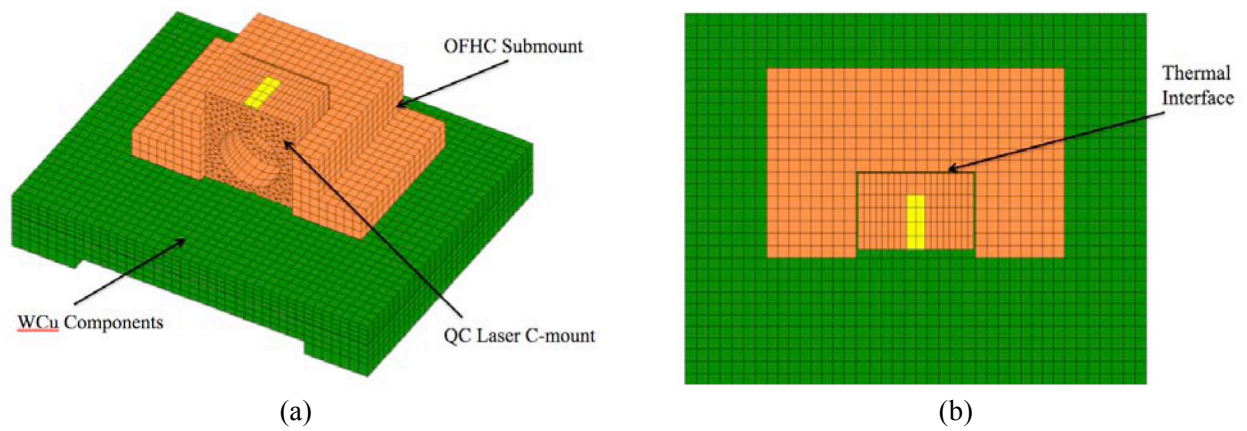 OFHC Submount
WCu Components
QC Laser C-mount
(a)
Thermal
Interface
(b)